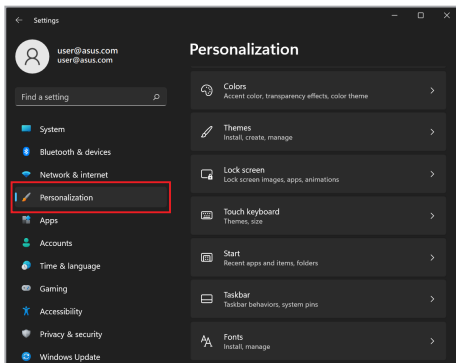 Settings
user@asus.com
user@asus.com
Find a setting
System
Bluetooth & devices
Network & internet
Personalization
Apps
Accounts
Time & language
Gaming
Accessibility
Privacy & security
Windows Update
Personalization
Colors
Accent color, transparency effects, color theme
Themes
Install, create, manage
Lock screen
Lock screen images, apps, animations
Touch keyboard
Themes, size
Start
Recent apps and items, folders
Taskbar
Taskbar behaviors, system pins
Fonts
Install, manage